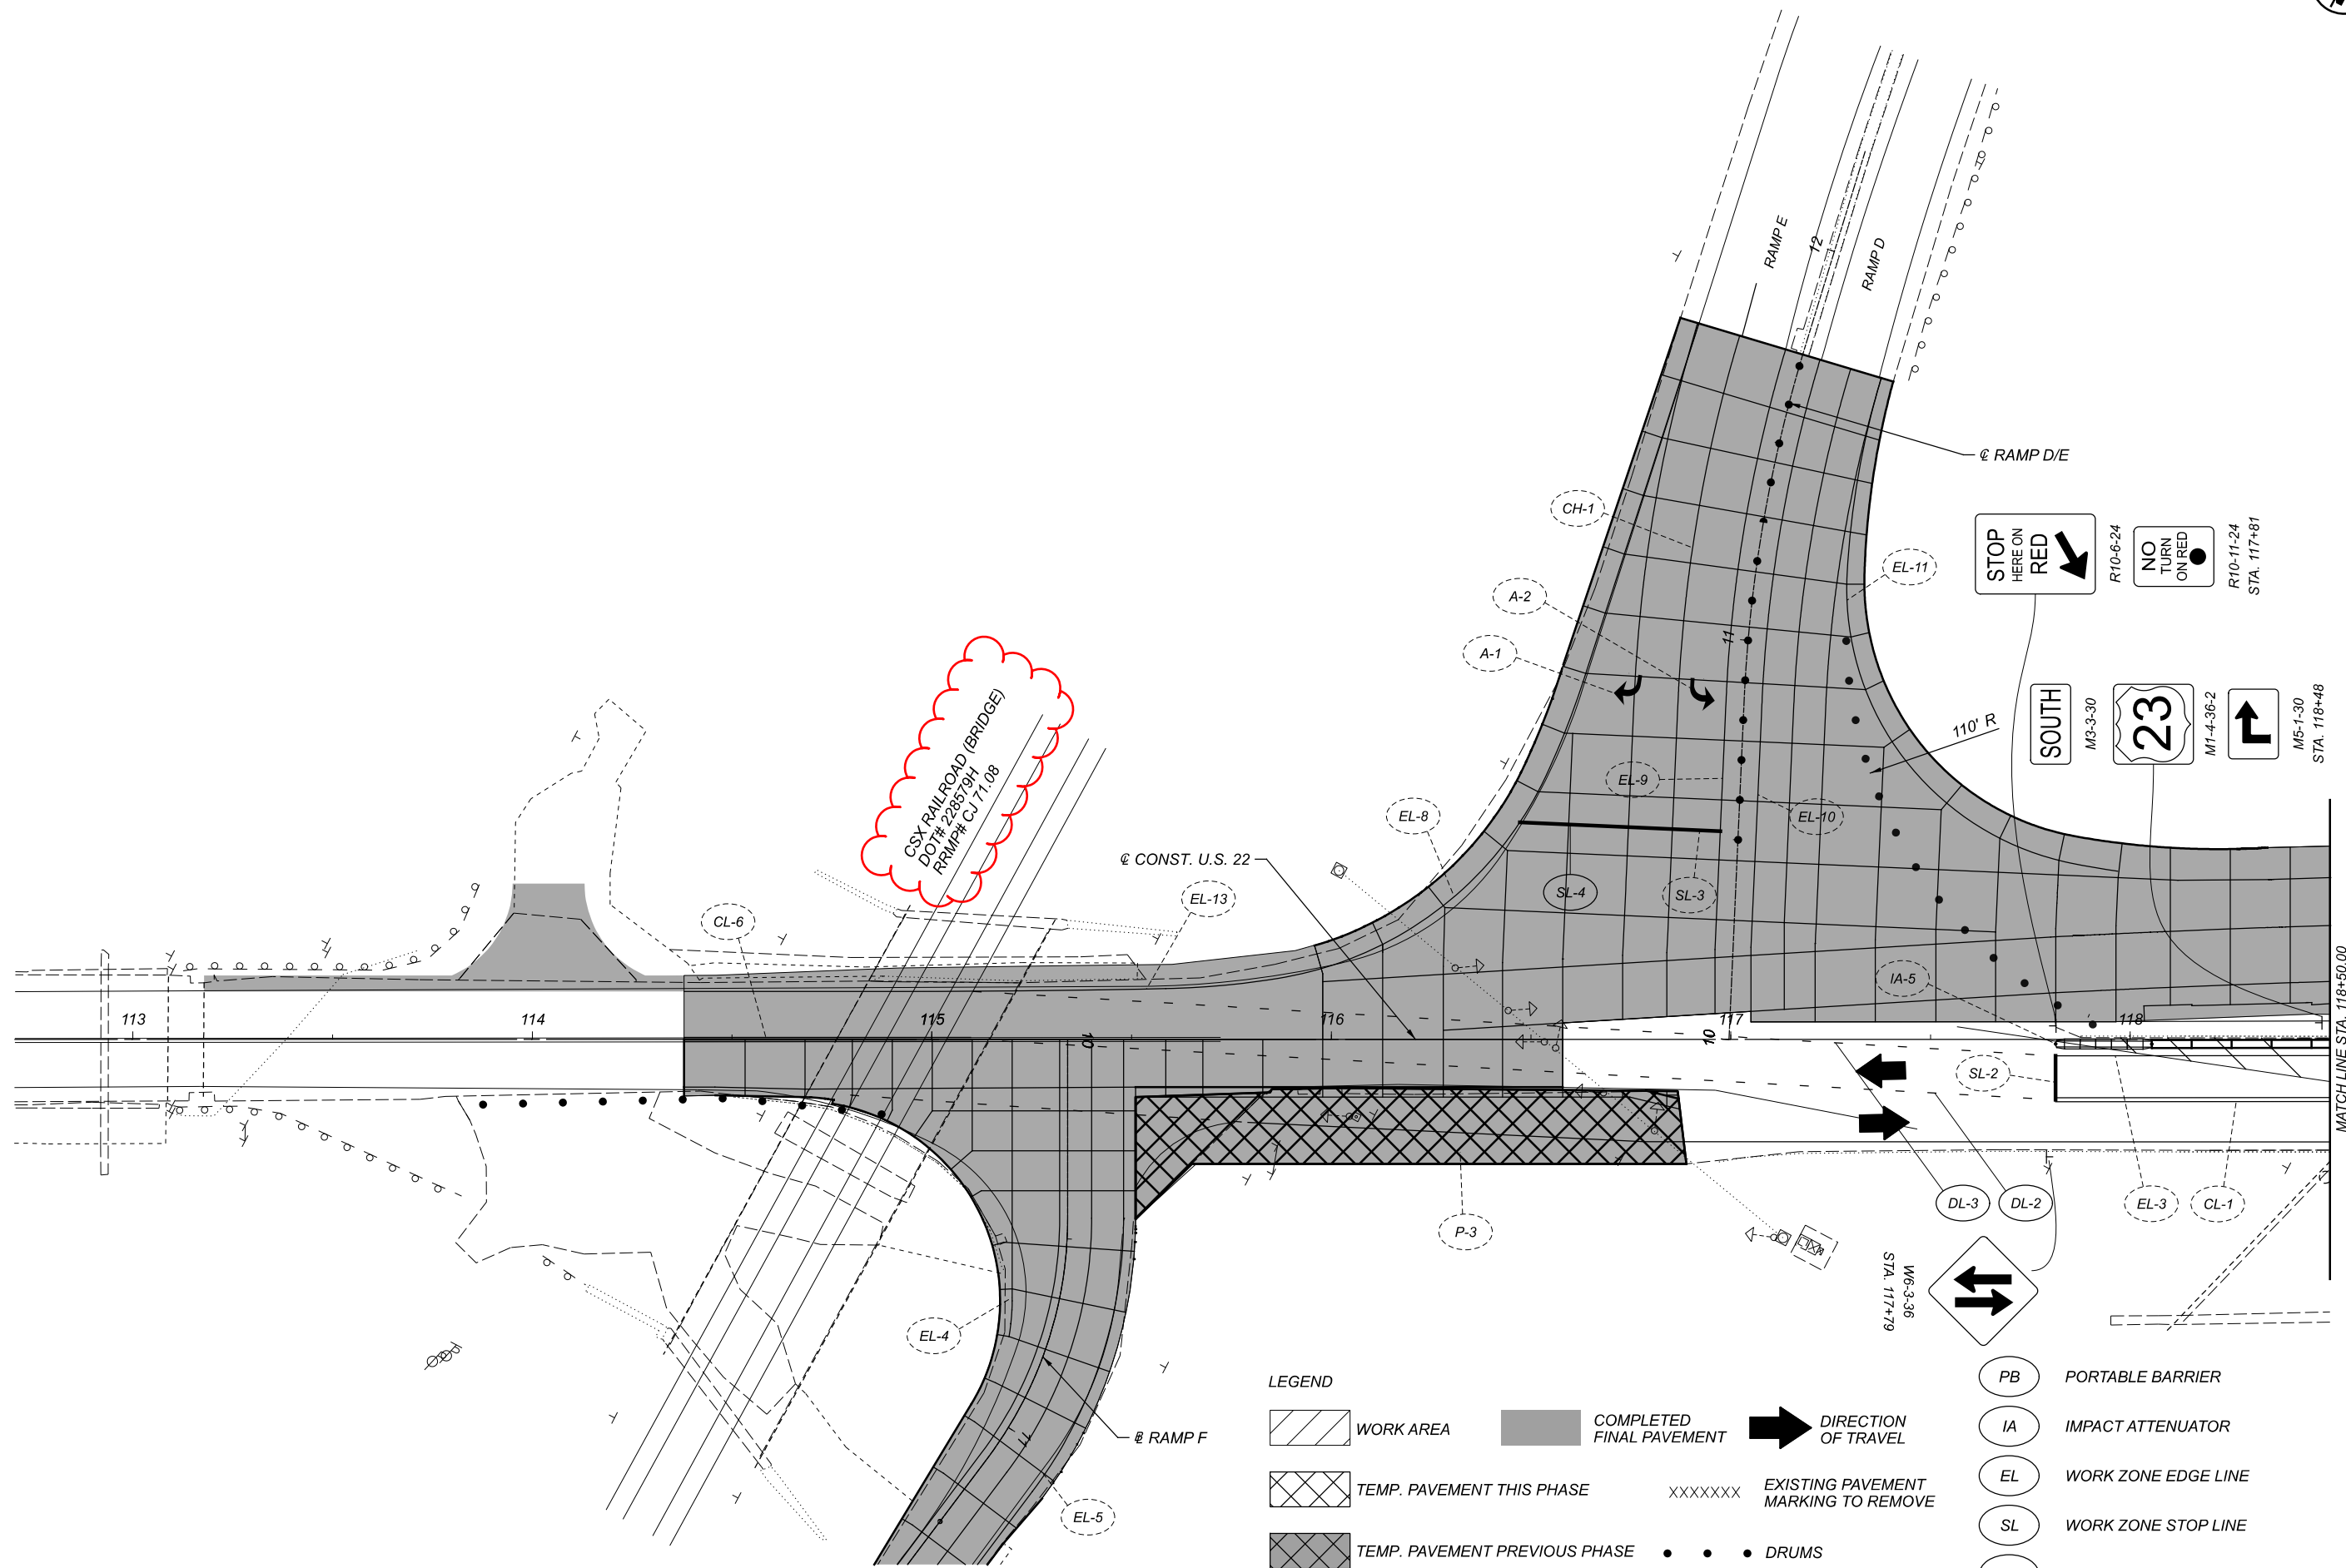 RAMP E
12
RAMP D
℄ RAMP D/E
CH-1
EL-11
A-2
A-1
11
STOP
HERE ON
RED
R10-6-24
NO
TURN
ON RED
R10-11-24
STA. 117+81
SOUTH
M3-3-30
23
M1-4-36-2
M5-1-30
STA. 118+48
110' R
EL-9
EL-10
EL-8
CSX RAILROAD (BRIDGE)
DOT# 228579H
RRMP# CJ 71.08
℄ CONST. U.S. 22
EL-13
CL-6
SL-4
SL-3
IA-5
113
114
115
116
117
118
10
10
SL-2
MATCH LINE STA. 118+50.00
DL-3
DL-2
EL-3
CL-1
P-3
W6-3-36
STA. 117+79
EL-4
℄ RAMP F
11
EL-5
LEGEND
WORK AREA
COMPLETED
FINAL PAVEMENT
DIRECTION
OF TRAVEL
TEMP. PAVEMENT THIS PHASE
XXXXXXX
EXISTING PAVEMENT
MARKING TO REMOVE
TEMP. PAVEMENT PREVIOUS PHASE
DRUMS
PB PORTABLE BARRIER
IA IMPACT ATTENUATOR
EL WORK ZONE EDGE LINE
SL WORK ZONE STOP LINE